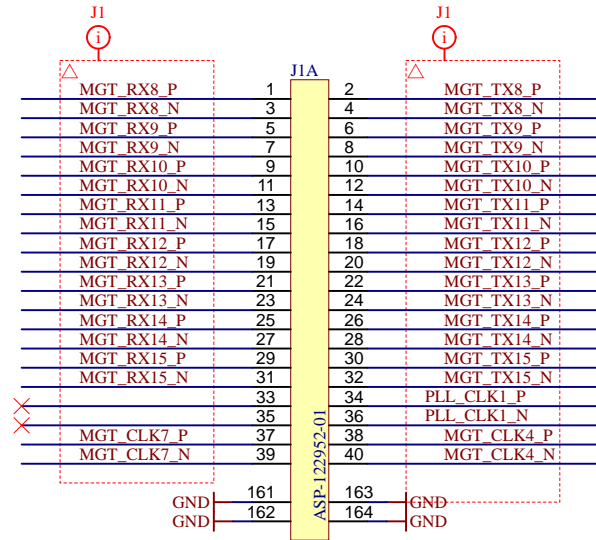 J1 J1
i i
J1A
MGT_RX8_P 1 2 MGT_TX8_P
MGT_RX8_N 3 4 MGT_TX8_N
MGT_RX9_P 5 6 MGT_TX9_P
MGT_RX9_N 7 8 MGT_TX9_N
MGT_RX10_P 9 10 MGT_TX10_P
MGT_RX10_N 11 12 MGT_TX10_N
MGT_RX11_P 13 14 MGT_TX11_P
MGT_RX11_N 15 16 MGT_TX11_N
MGT_RX12_P 17 18 MGT_TX12_P
MGT_RX12_N 19 20 MGT_TX12_N
MGT_RX13_P 21 22 MGT_TX13_P
MGT_RX13_N 23 24 MGT_TX13_N
MGT_RX14_P 25 26 MGT_TX14_P
MGT_RX14_N 27 28 MGT_TX14_N
MGT_RX15_P 29 30 MGT_TX15_P
MGT_RX15_N 31 32 MGT_TX15_N
33 34 PLL_CLK1_P
35 36 PLL_CLK1_N
MGT_CLK7_P 37 38 MGT_CLK4_P
MGT_CLK7_N 39 40 MGT_CLK4_N
GND 161 163 GND
GND 162 164 GND
ASP-122952-01